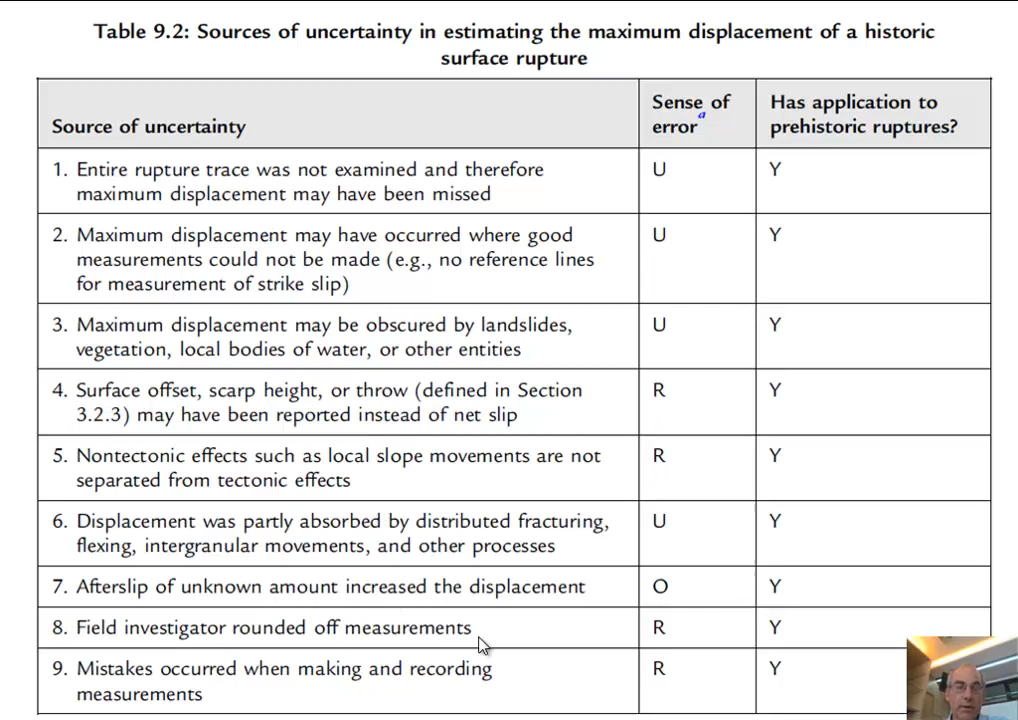 Table 9.2: Sources of uncertainty in estimating the maximum displacement of a historic
surface rupture
Source of uncertainty
Sense of
error a
Has application to
prehistoric ruptures?
1. Entire rupture trace was not examined and therefore
maximum displacement may have been missed
U
Y
2. Maximum displacement may have occurred where good
measurements could not be made (e.g., no reference lines
for measurement of strike slip)
U
Y
3. Maximum displacement may be obscured by landslides,
vegetation, local bodies of water, or other entities
U
Y
4. Surface offset, scarp height, or throw (defined in Section
3.2.3) may have been reported instead of net slip
R
Y
5. Nontectonic effects such as local slope movements are not
separated from tectonic effects
R
Y
6. Displacement was partly absorbed by distributed fracturing,
flexing, intergranular movements, and other processes
U
Y
7. Afterslip of unknown amount increased the displacement
O
Y
8. Field investigator rounded off measurements
R
Y
9. Mistakes occurred when making and recording
measurements
R
Y